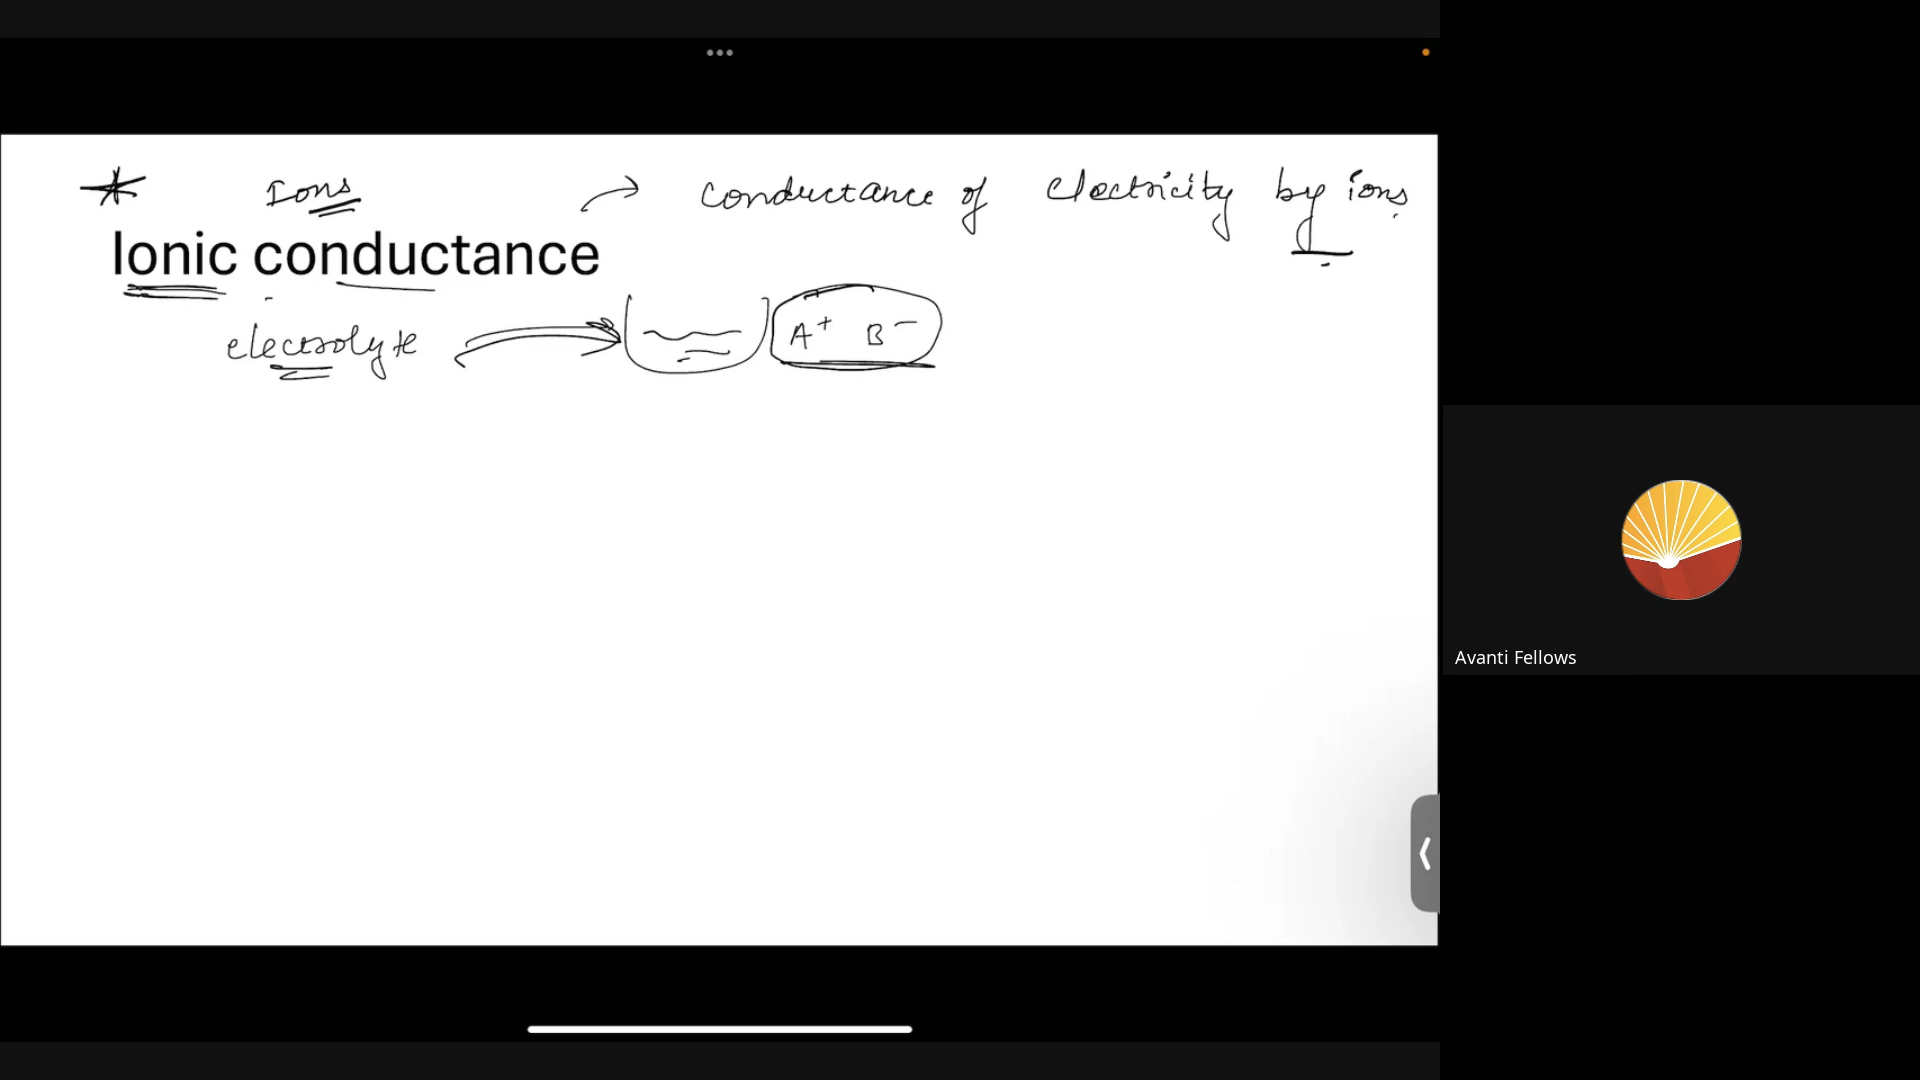 Ions → conductance of electricity by ions
Ionic conductance
electrolyte A⁺ B⁻
Avanti Fellows